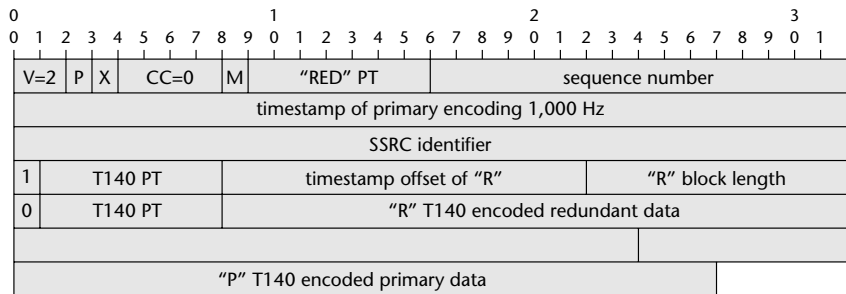 0 1 2 3
0 1 2 3 4 5 6 7 8 9 0 1 2 3 4 5 6 7 8 9 0 1 2 3 4 5 6 7 8 9 0 1
V=2 P X CC=0 M “RED” PT sequence number
timestamp of primary encoding 1,000 Hz
SSRC identifier
1 T140 PT timestamp offset of “R” “R” block length
0 T140 PT “R” T140 encoded redundant data
“P” T140 encoded primary data